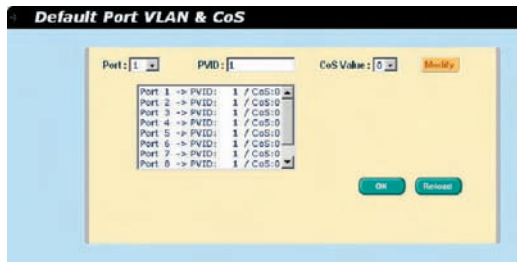 Default Port VLAN & CoS
Port : 1 PVID : 1 CoS Value : 0 Modify
Port 1 -> PVID: 1 / CoS:0
Port 2 -> PVID: 1 / CoS:0
Port 3 -> PVID: 1 / CoS:0
Port 4 -> PVID: 1 / CoS:0
Port 5 -> PVID: 1 / CoS:0
Port 6 -> PVID: 1 / CoS:0
Port 7 -> PVID: 1 / CoS:0
Port 8 -> PVID: 1 / CoS:0
OK Reload